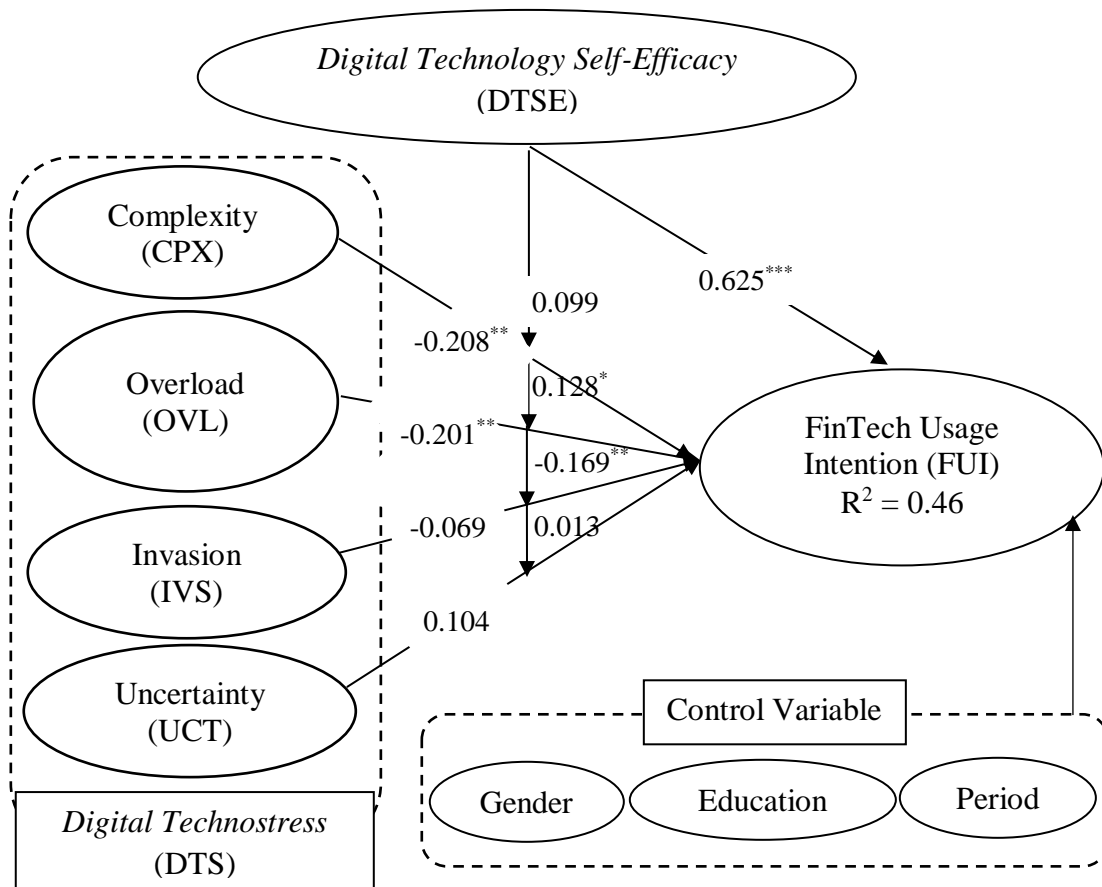 Digital Technology Self-Efficacy
(DTSE)
Complexity
(CPX)
Overload
(OVL)
Invasion
(IVS)
Uncertainty
(UCT)
Digital Technostress
(DTS)
0.625***
0.099
-0.208**
0.128*
-0.201**
-0.169**
-0.069
0.013
0.104
FinTech Usage
Intention (FUI)
R² = 0.46
Control Variable
Gender
Education
Period